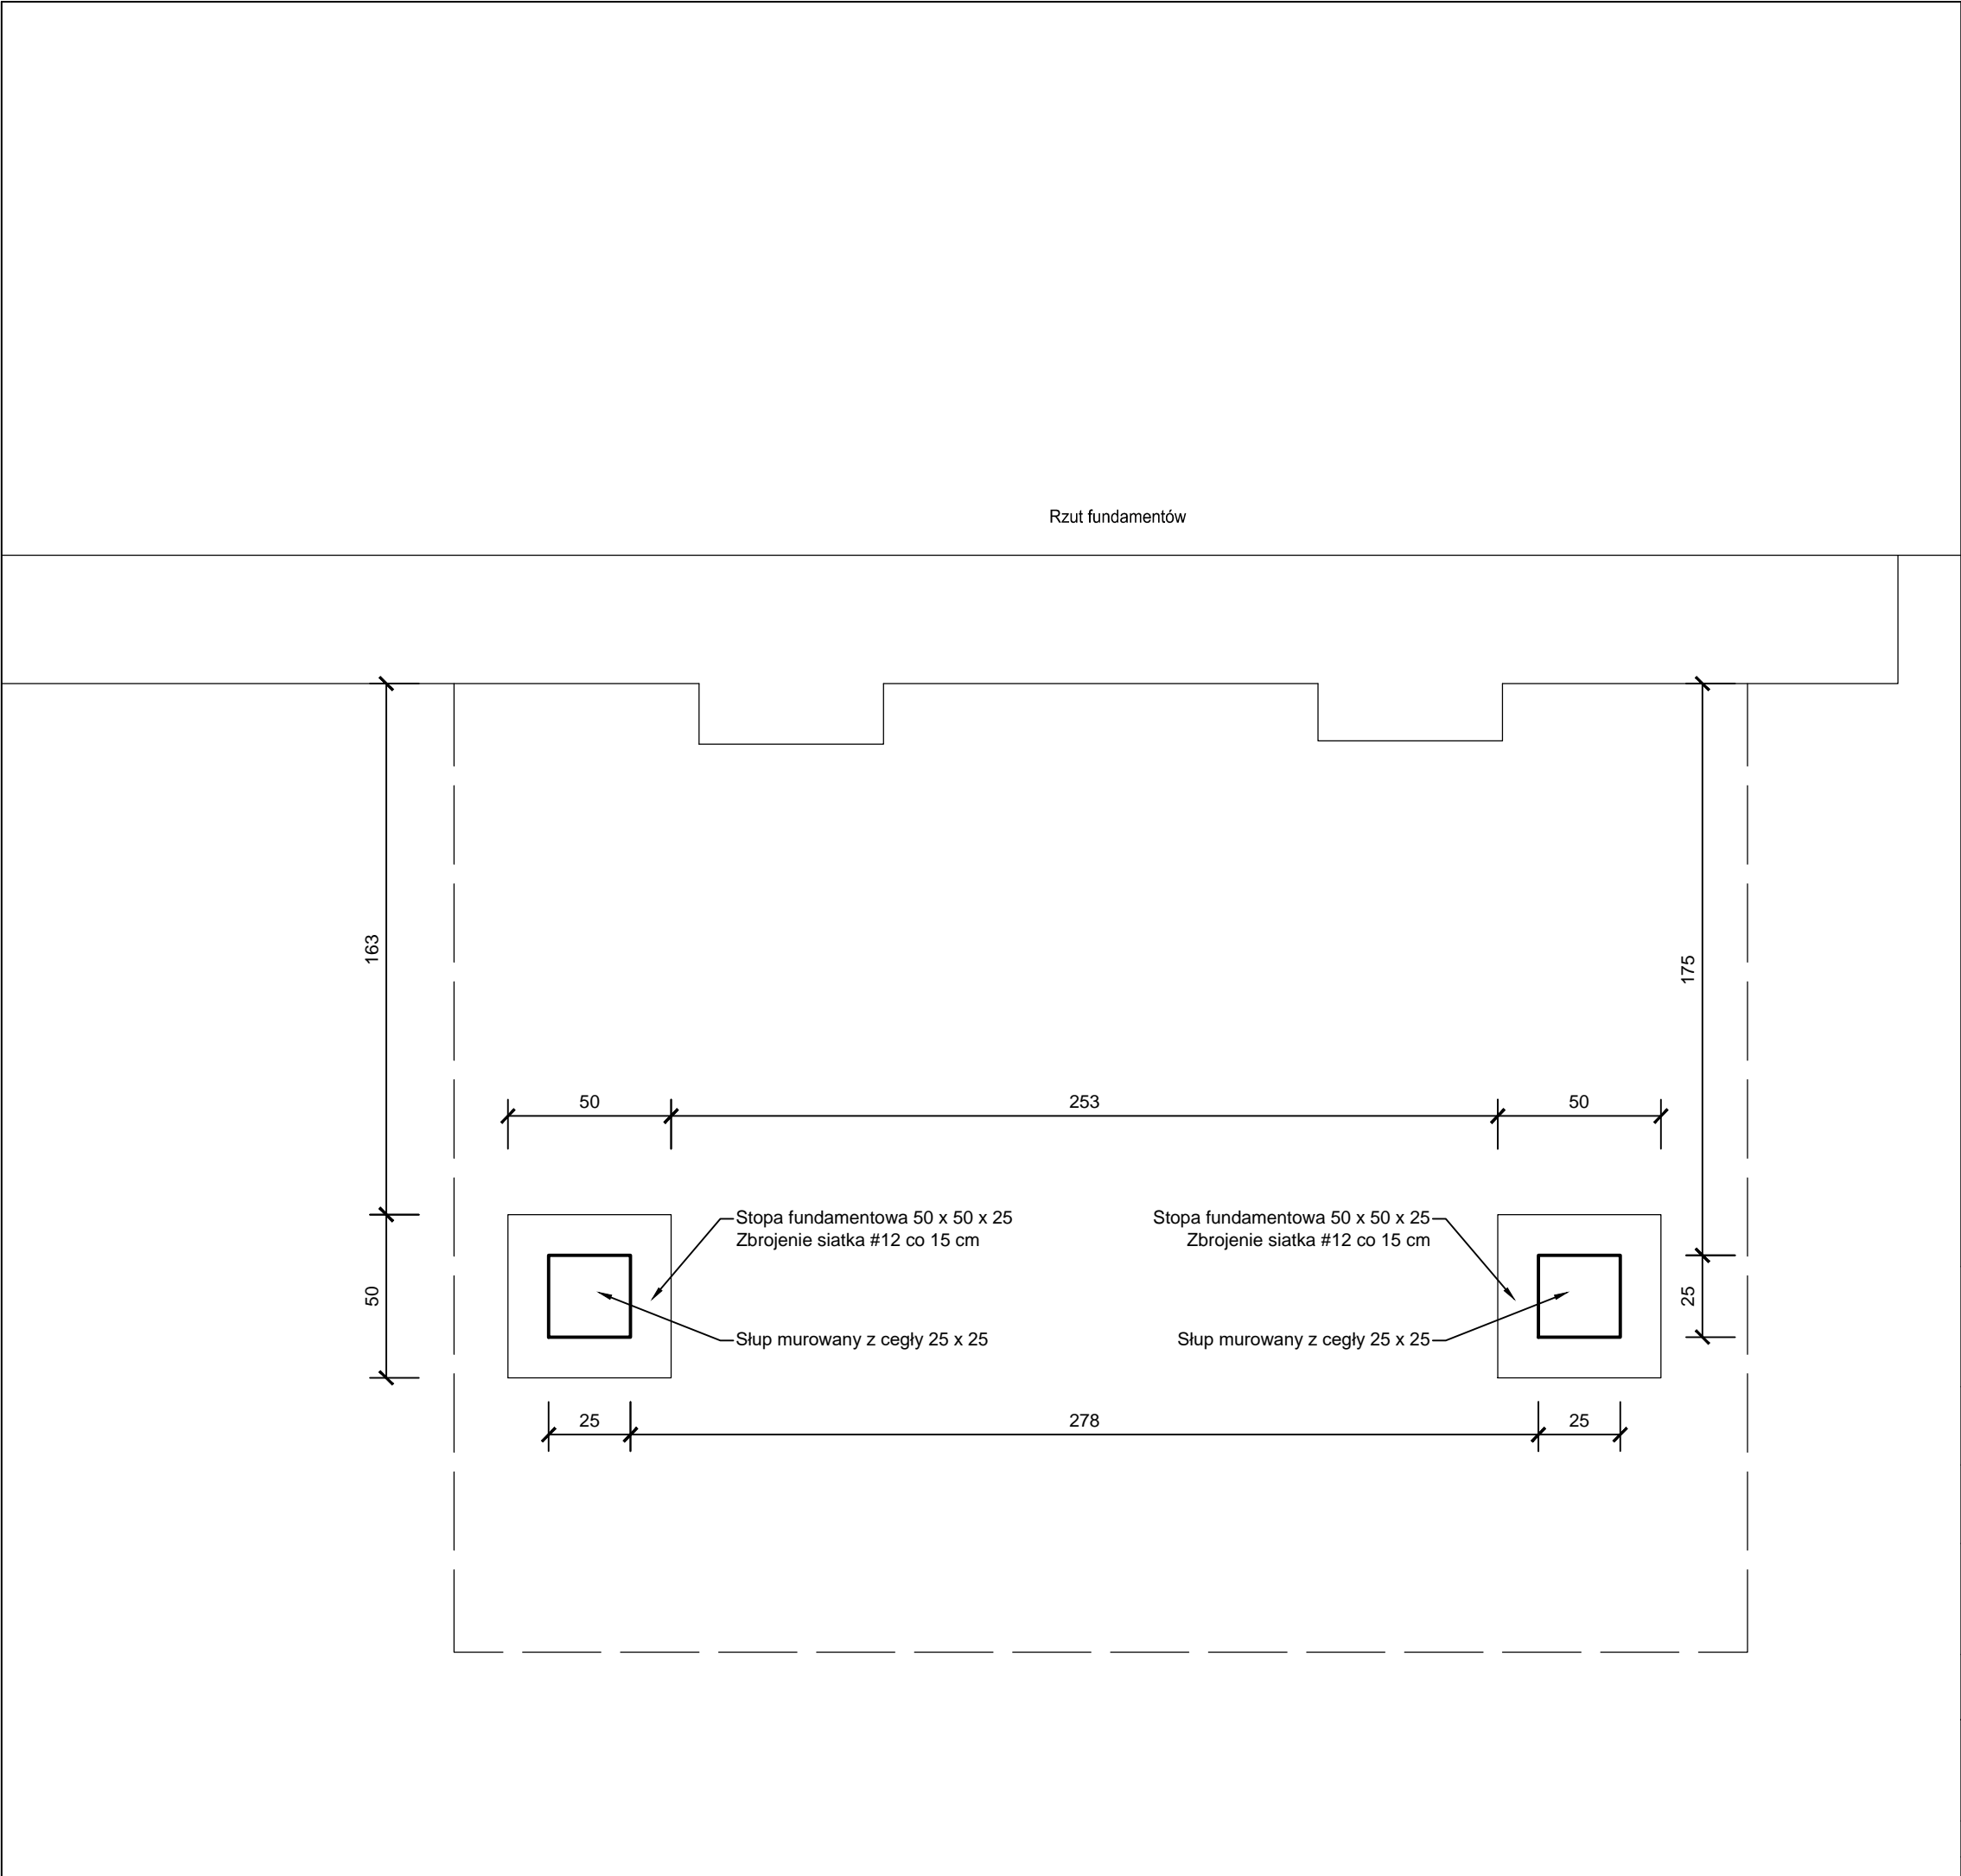 Rzut fundamentów
163
175
50
253
50
Stopa fundamentowa 50 x 50 x 25
Zbrojenie siatka #12 co 15 cm
Stopa fundamentowa 50 x 50 x 25
Zbrojenie siatka #12 co 15 cm
50
25
Słup murowany z cegły 25 x 25
Słup murowany z cegły 25 x 25
25
278
25